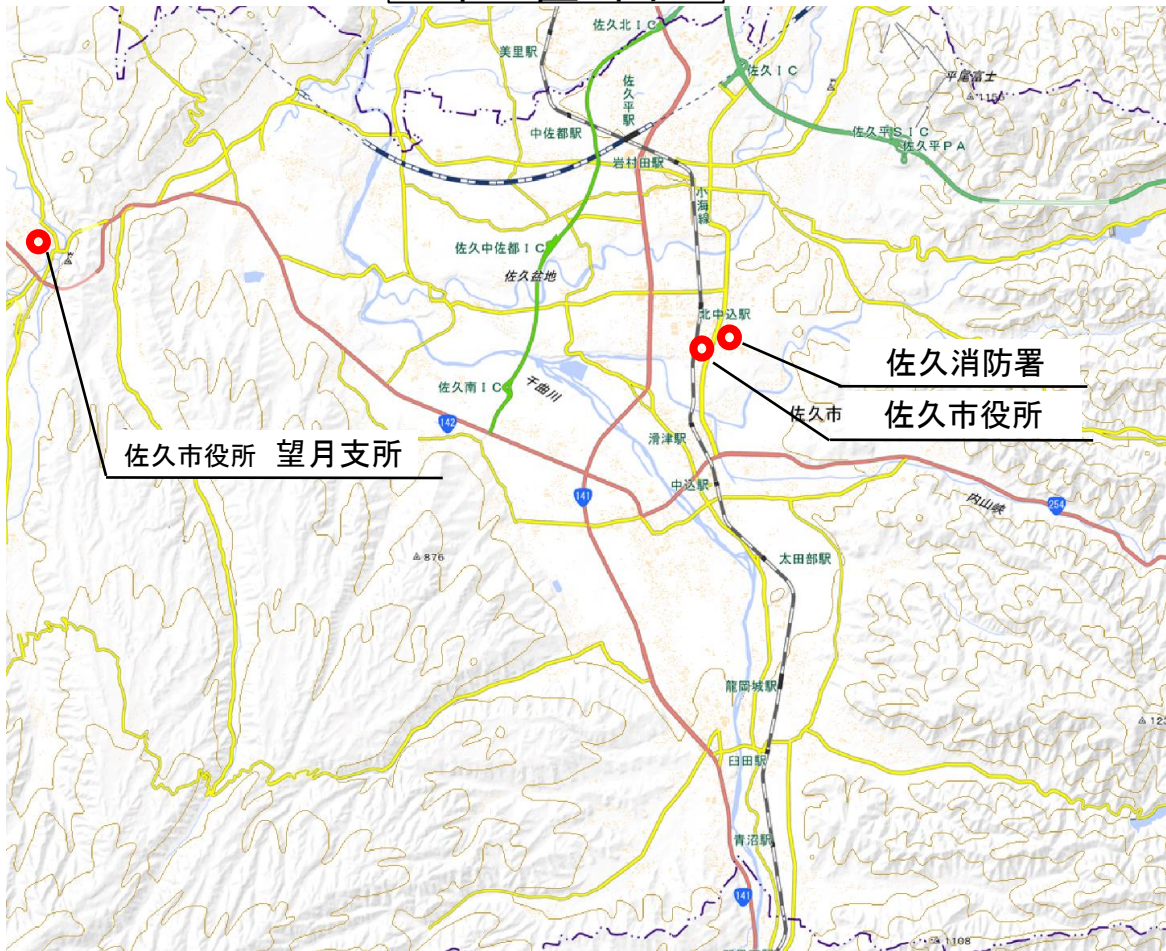 佐久北IC
美里駅
佐久IC
平尾富士
1155
佐久平駅
中佐都駅
佐久平SIC
佐久平PA
岩村田駅
小海線
佐久中佐都IC
佐久盆地
北中込駅
佐久消防署
佐久南IC
千曲川
佐久市
佐久市役所
142
滑津駅
佐久市役所 望月支所
中込駅
141
内山峡
254
876
太田部駅
龍岡城駅
臼田駅
青沼駅
141
1108